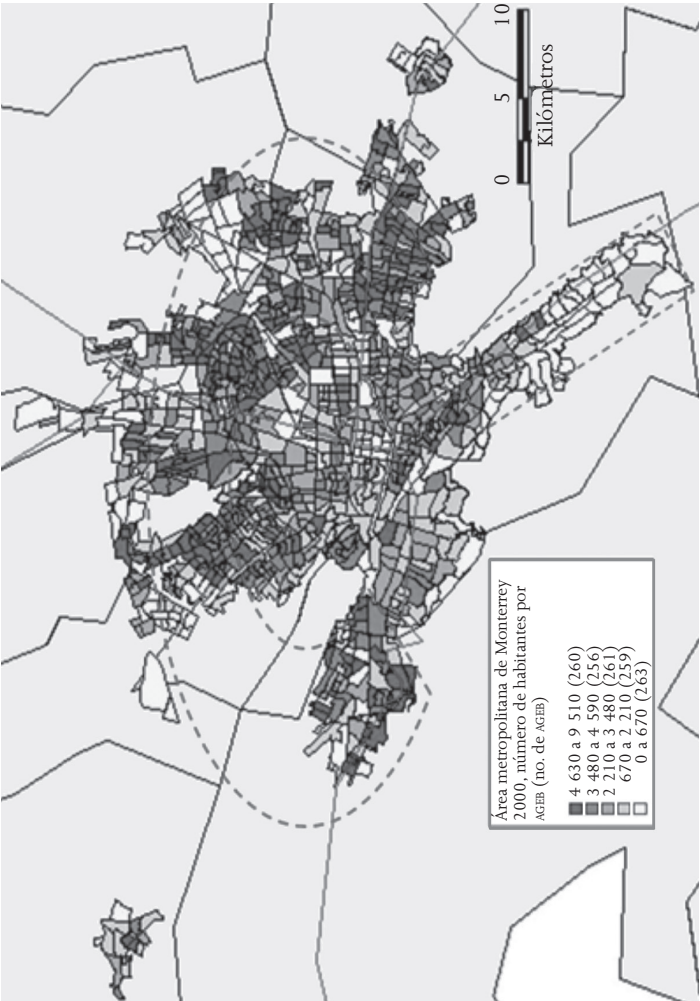 Área metropolitana de Monterrey
2000, número de habitantes por
AGEB (no. de AGEB)
4 630 a 9 510 (260)
3 480 a 4 590 (256)
2 210 a 3 480 (261)
670 a 2 210 (259)
0 a 670 (263)
0 5 10
Kilómetros